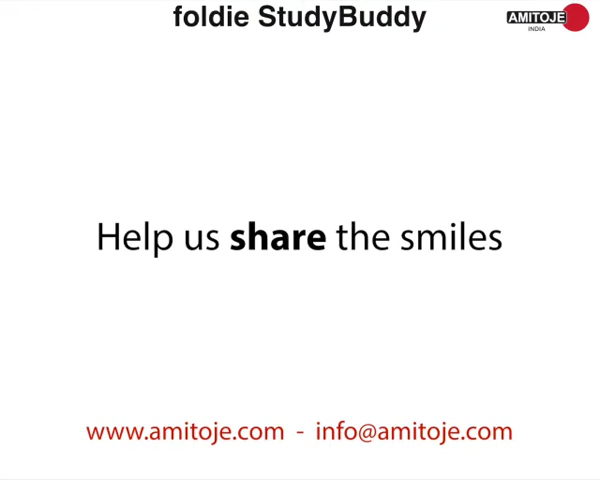 foldie StudyBuddy
AMITOJE
INDIA
Help us share the smiles
www.amitoje.com - info@amitoje.com